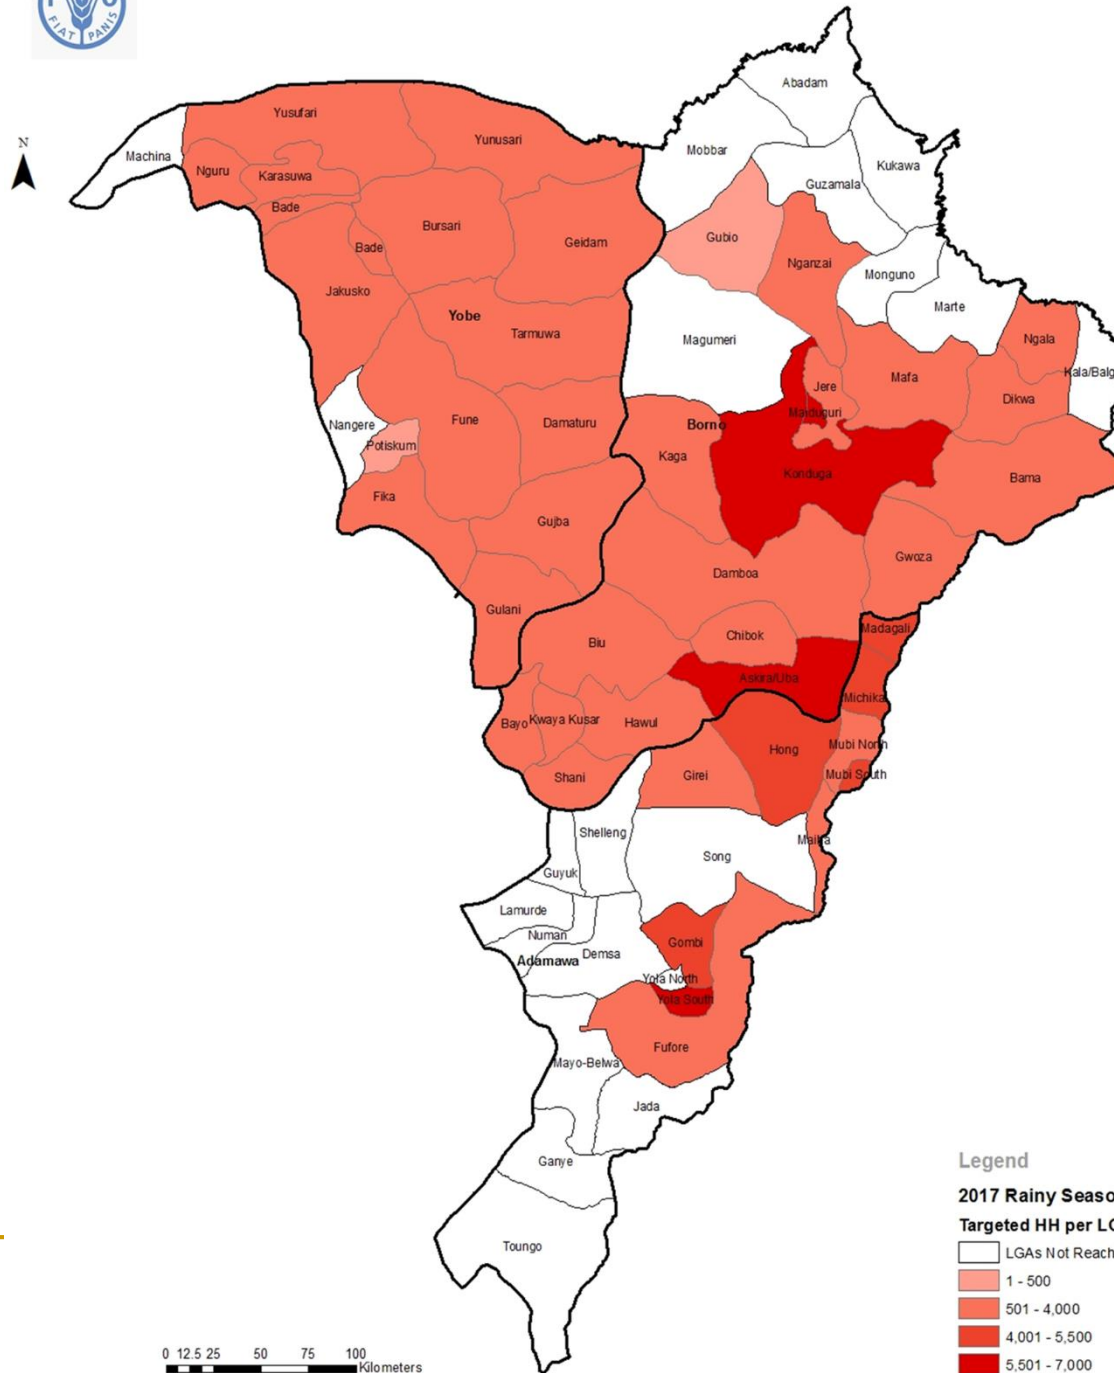 FIAT PANIS
N
Abadam
Yusufari
Yunusari
Mobbar
Machina
Kukawa
Nguru
Karasuwa
Guzamala
Bade
Bursari
Gubio
Geidam
Bade
Nganzai
Monguno
Jakusko
Marte
Yobe
Tarmuwa
Magumeri
Ngala
Kala/Balg
Mafa
Jere
Dikwa
Maiduguri
Fune
Damaturu
Nangere
Borno
Potiskum
Kaga
Konduga
Bama
Fika
Gujba
Gwoza
Damboa
Gulani
Chibok
Madagali
Biu
Askira/Uba
Michika
Bayo
Kwaya Kusar
Hawul
Mubi North
Hong
Mubi South
Girei
Shani
Shelleng
Maiha
Song
Guyuk
Lamurde
Numan
Gombi
Demsa
Adamawa
Yola North
Yola South
Fufore
Mayo-Belwa
Jada
Ganye
Toungo
Legend
2017 Rainy Seaso
Targeted HH per LG
LGAs Not Reach
1 - 500
501 - 4,000
4,001 - 5,500
5,501 - 7,000
0 12.5 25 50 75 100
Kilometers